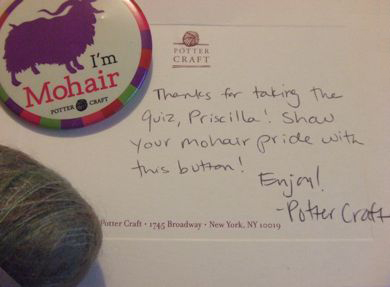 I'm
Mohair
POTTER CRAFT
POTTER
CRAFT
Thanks for taking the
quiz, Priscilla! Show
your mohair pride with
this button!
Enjoy!
-Potter Craft
Potter Craft • 1745 Broadway • New York, NY 10019